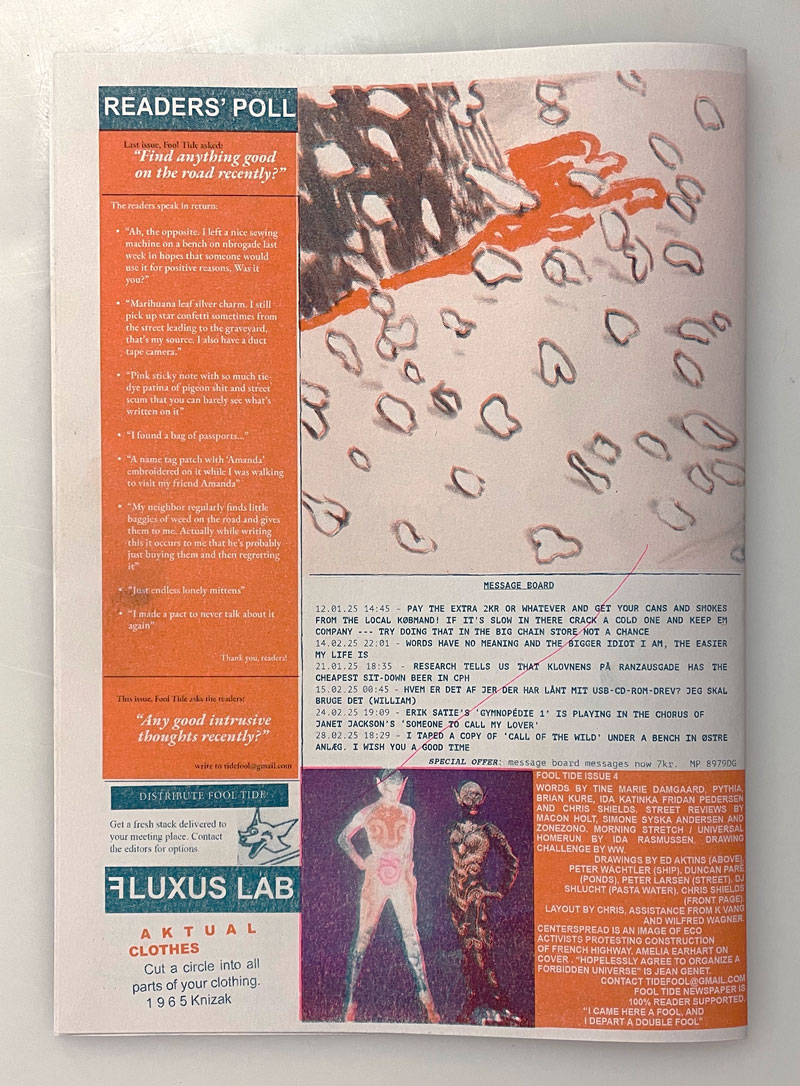 READERS' POLL
Last issue, Fool Tide asked:
"Find anything good
on the road recently?"
The readers speak in return:
• "Ah, the opposite. I left a nice sewing
machine on a bench on nbrogade last
week in hopes that someone would
use it for positive reasons. Was it
you?"
• "Marihuana leaf silver charm. I still
pick up star confetti sometimes from
the street leading to the graveyard,
that's my source. I also have a duct
tape camera."
• "Pink sticky note with so much tie-
dye patina of pigeon shit and street
scum that you can barely see what's
written on it"
• "I found a bag of passports..."
• "A name tag patch with 'Amanda'
embroidered on it while I was walking
to visit my friend Amanda"
• "My neighbor regularly finds little
baggies of weed on the road and gives
them to me. Actually while writing
this it occurs to me that he's probably
just buying them and then regretting
it"
• "Just endless lonely mittens"
• "I made a pact to never talk about it
again"
Thank you, readers!
This issue, Fool Tide asks the readers:
"Any good intrusive
thoughts recently?"
write to tidefool@gmail.com
DISTRIBUTE FOOL TIDE
Get a fresh stack delivered to
your meeting place. Contact
the editors for options.
FLUXUS LAB
AKTUAL
CLOTHES
Cut a circle into all
parts of your clothing.
1965 Knizak
MESSAGE BOARD
12.01.25 14:45 - PAY THE EXTRA 2KR OR WHATEVER AND GET YOUR CANS AND SMOKES
FROM THE LOCAL KØBMAND! IF IT'S SLOW IN THERE CRACK A COLD ONE AND KEEP EM
COMPANY --- TRY DOING THAT IN THE BIG CHAIN STORE NOT A CHANCE
14.02.25 22:01 - WORDS HAVE NO MEANING AND THE BIGGER IDIOT I AM, THE EASIER
MY LIFE IS
21.01.25 18:35 - RESEARCH TELLS US THAT KLOVNENS PÅ RANZAUSGADE HAS THE
CHEAPEST SIT-DOWN BEER IN CPH
15.02.25 00:45 - HVEM ER DET AF JER DER HAR LÅNT MIT USB-CD-ROM-DREV? JEG SKAL
BRUGE DET (WILLIAM)
24.02.25 19:09 - ERIK SATIE'S 'GYMNOPÉDIE 1' IS PLAYING IN THE CHORUS OF
JANET JACKSON'S 'SOMEONE TO CALL MY LOVER'
28.02.25 18:29 - I TAPED A COPY OF 'CALL OF THE WILD' UNDER A BENCH IN ØSTRE
ANLÆG. I WISH YOU A GOOD TIME
SPECIAL OFFER: message board messages now 7kr. MP 8979DG
FOOL TIDE ISSUE 4
WORDS BY TINE MARIE DAMGAARD, PYTHIA,
BRIAN KURE, IDA KATINKA FRIDAN PEDERSEN
AND CHRIS SHIELDS. STREET REVIEWS BY
MACON HOLT, SIMONE SYSKA ANDERSEN AND
ZONEZONO. MORNING STRETCH / UNIVERSAL
HOMERUN BY IDA RASMUSSEN. DRAWING
CHALLENGE BY WW.
DRAWINGS BY ED AKTINS (ABOVE),
PETER WÄCHTLER (SHIP), DUNCAN PARÉ
(PONDS), PETER LARSEN (STREET), DJ
SHLUCHT (PASTA WATER), CHRIS SHIELDS
(FRONT PAGE).
LAYOUT BY CHRIS, ASSISTANCE FROM K VANG
AND WILFRED WAGNER.
CENTERSPREAD IS AN IMAGE OF ECO
ACTIVISTS PROTESTING CONSTRUCTION
OF FRENCH HIGHWAY. AMELIA EARHART ON
COVER. "HOPELESSLY AGREE TO ORGANIZE A
FORBIDDEN UNIVERSE" IS JEAN GENET.
CONTACT TIDEFOOL@GMAIL.COM
FOOL TIDE NEWSPAPER IS
100% READER SUPPORTED.
"I CAME HERE A FOOL, AND
I DEPART A DOUBLE FOOL"